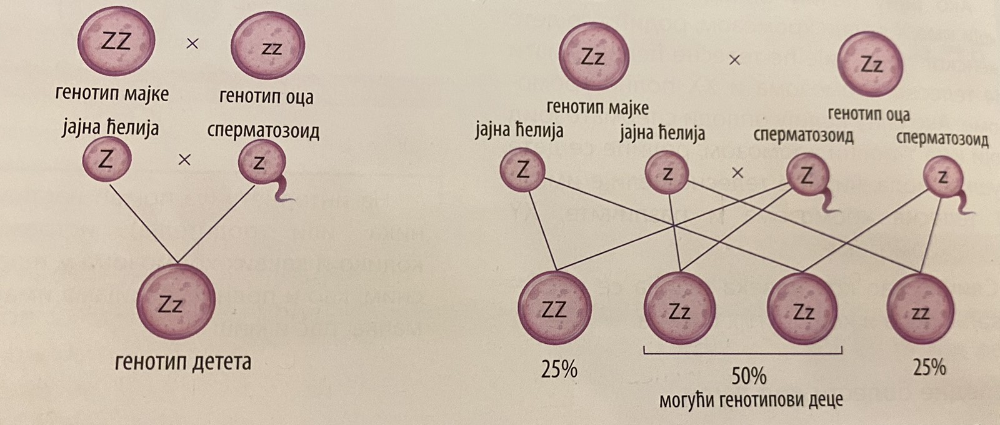 ZZ × zz
генотип мајке генотип оца
јајна ћелија сперматозоид
Z × z
Zz
генотип детета
Zz × Zz
генотип мајке генотип оца
јајна ћелија јајна ћелија сперматозоид сперматозоид
Z z × Z z
ZZ Zz Zz zz
25% 50% 25%
могући генотипови деце